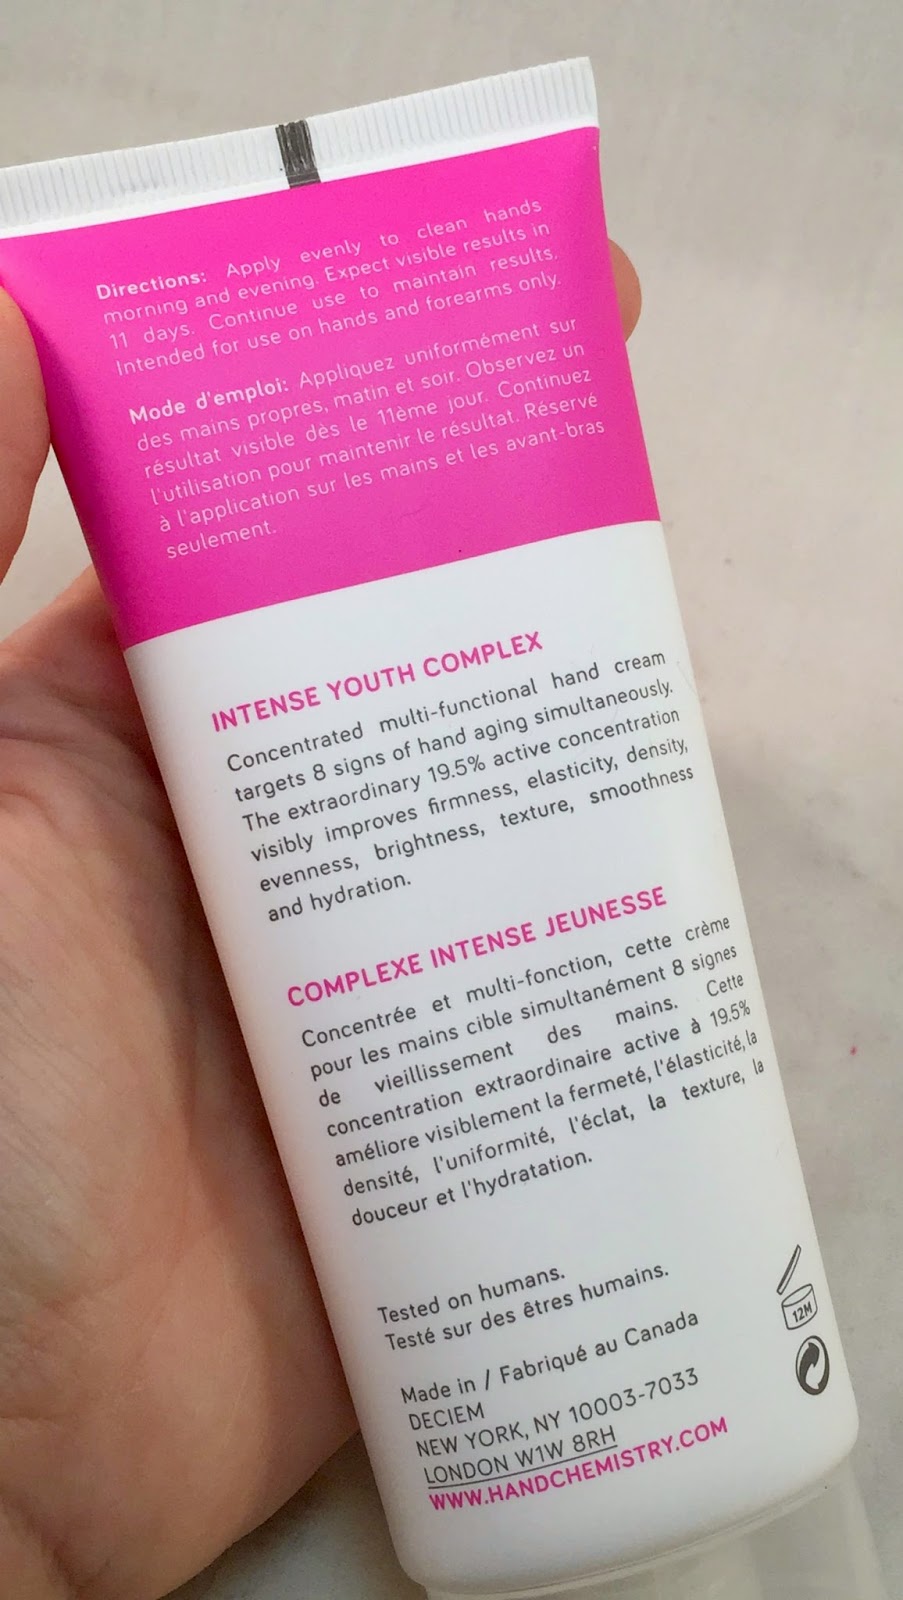 Directions: Apply evenly to clean hands
morning and evening. Expect visible results in
11 days. Continue use to maintain results.
Intended for use on hands and forearms only.
Mode d'emploi: Appliquez uniformément sur
des mains propres, matin et soir. Observez un
résultat visible dès le 11ème jour. Continuez
l'utilisation pour maintenir le résultat. Réservé
à l'application sur les mains et les avant-bras
seulement.
INTENSE YOUTH COMPLEX
Concentrated multi-functional hand cream
targets 8 signs of hand aging simultaneously.
The extraordinary 19.5% active concentration
visibly improves firmness, elasticity, density,
evenness, brightness, texture, smoothness
and hydration.
COMPLEXE INTENSE JEUNESSE
Concentrée et multi-fonction, cette crème
pour les mains cible simultanément 8 signes
de vieillissement des mains. Cette
concentration extraordinaire active à 19.5%
améliore visiblement la fermeté, l'élasticité, la
densité, l'uniformité, l'éclat, la texture, la
douceur et l'hydratation.
Tested on humans.
Testé sur des êtres humains.
Made in / Fabriqué au Canada
DECIEM
NEW YORK, NY 10003-7033
LONDON W1W 8RH
WWW.HANDCHEMISTRY.COM
12M